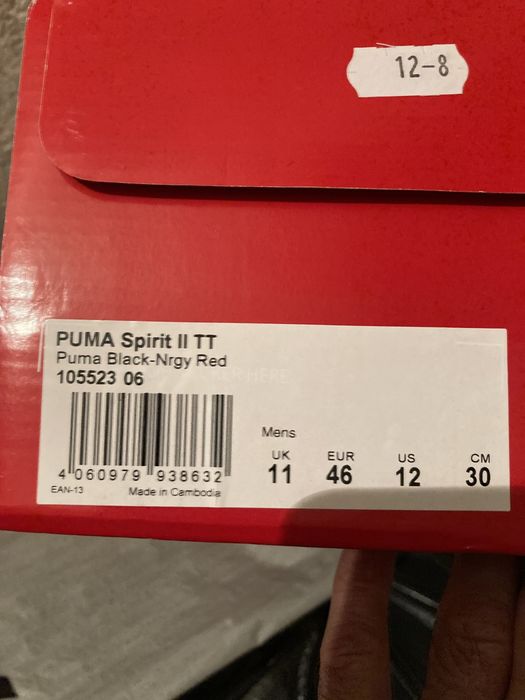 12-8
PUMA Spirit II TT
Puma Black-Nrgy Red
105523 06
Mens
UK EUR US CM
11 46 12 30
4 060979 938632
EAN-13 Made in Cambodia